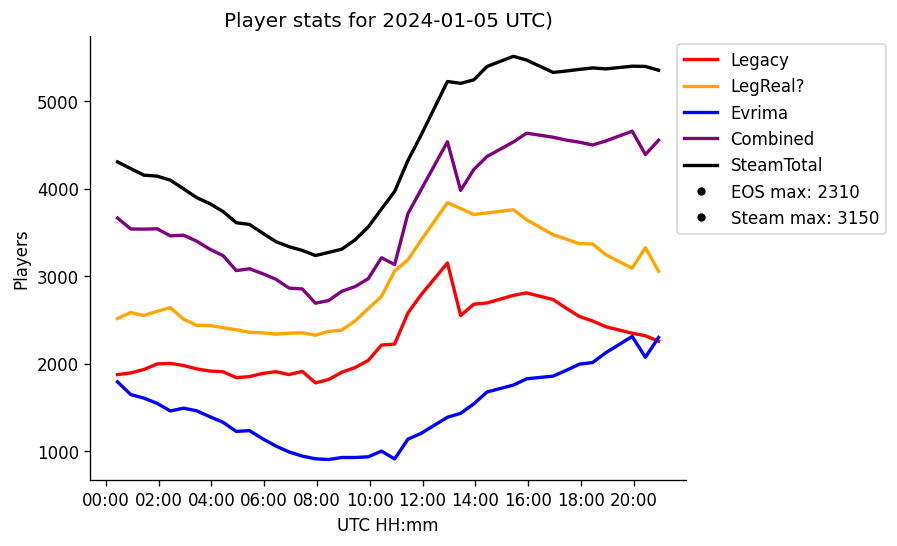 Player stats for 2024-01-05 UTC)
Legacy
LegReal?
Evrima
Combined
SteamTotal
EOS max: 2310
Steam max: 3150
Players
5000
4000
3000
2000
1000
00:00 02:00 04:00 06:00 08:00 10:00 12:00 14:00 16:00 18:00 20:00
UTC HH:mm